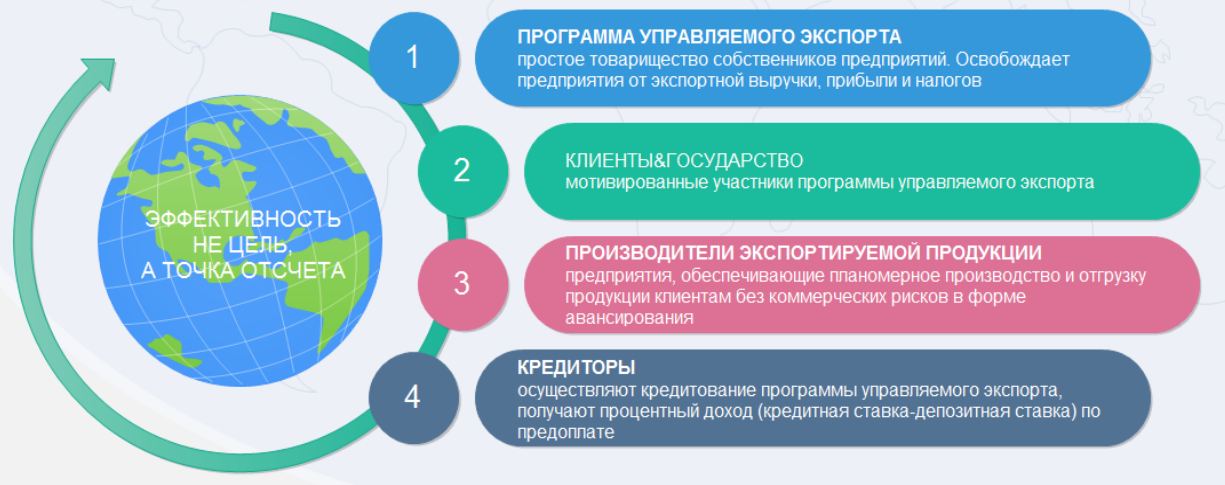 ЭФФЕКТИВНОСТЬ
НЕ ЦЕЛЬ,
А ТОЧКА ОТСЧЕТА
1
ПРОГРАММА УПРАВЛЯЕМОГО ЭКСПОРТА
простое товарищество собственников предприятий. Освобождает
предприятия от экспортной выручки, прибыли и налогов
2
КЛИЕНТЫ&ГОСУДАРСТВО
мотивированные участники программы управляемого экспорта
3
ПРОИЗВОДИТЕЛИ ЭКСПОРТИРУЕМОЙ ПРОДУКЦИИ
предприятия, обеспечивающие планомерное производство и отгрузку
продукции клиентам без коммерческих рисков в форме
авансирования
4
КРЕДИТОРЫ
осуществляют кредитование программы управляемого экспорта,
получают процентный доход (кредитная ставка-депозитная ставка) по
предоплате